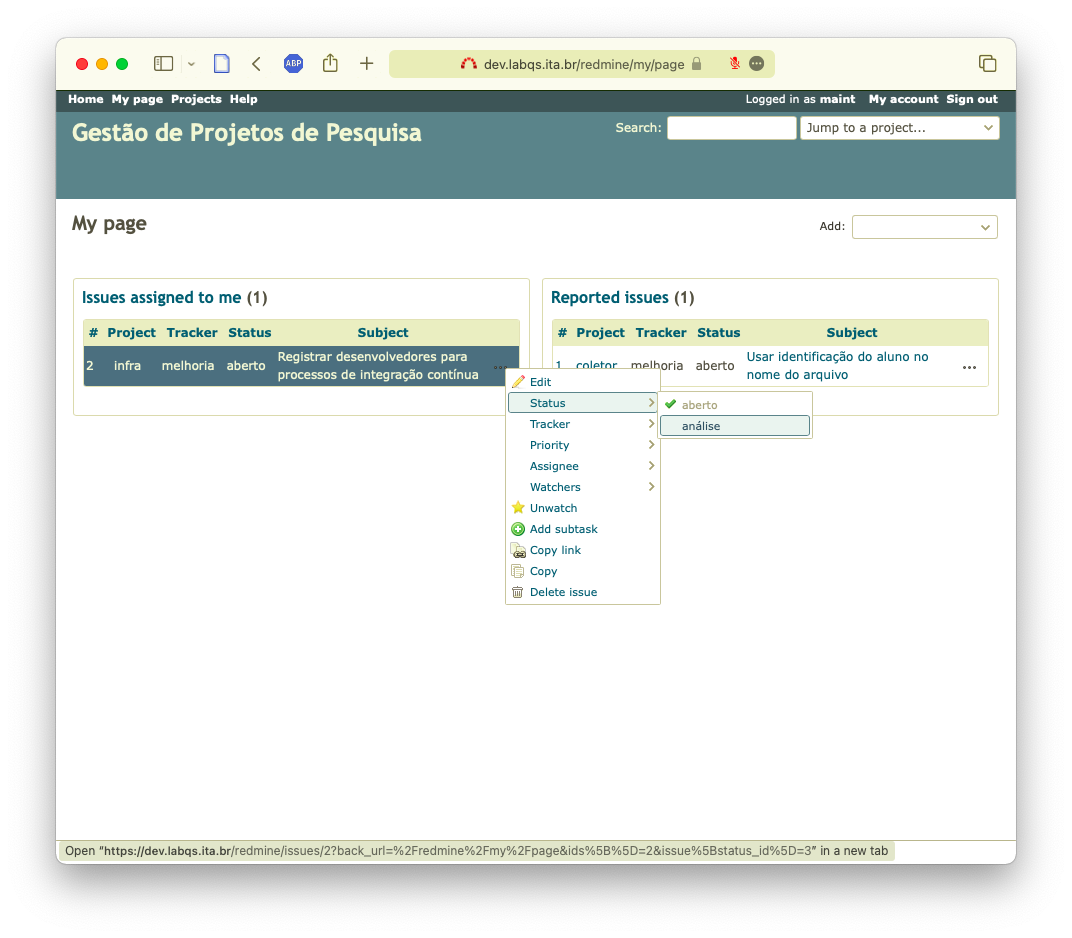 ABP
dev.labqs.ita.br/redmine/my/page
Home My page Projects Help
Logged in as maint My account Sign out
Gestão de Projetos de Pesquisa
Search:
Jump to a project...
My page
Add:
Issues assigned to me (1)
# Project Tracker Status Subject
2 infra melhoria aberto Registrar desenvolvedores para
processos de integração contínua
Reported issues (1)
# Project Tracker Status Subject
1 coletor melhoria aberto Usar identificação do aluno no
nome do arquivo
Edit
Status
Tracker
Priority
Assignee
Watchers
Unwatch
Add subtask
Copy link
Copy
Delete issue
aberto
análise
Open “https://dev.labqs.ita.br/redmine/issues/2?back_url=%2Fredmine%2Fmy%2Fpage&ids%5B%5D=2&issue%5Bstatus_id%5D=3” in a new tab